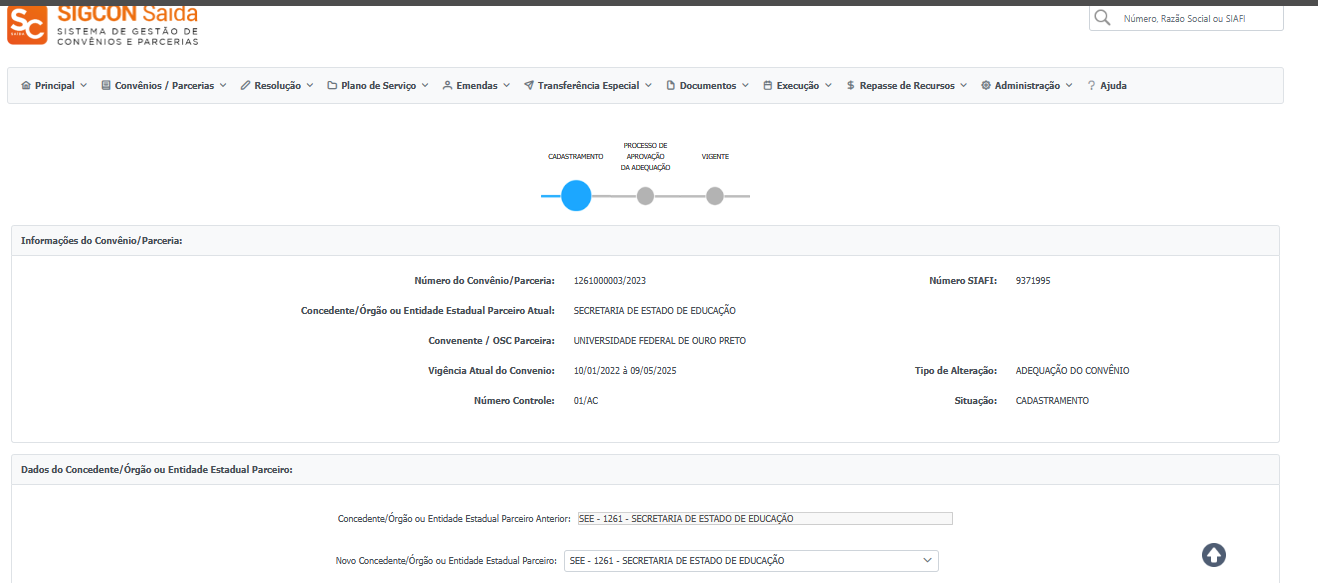 SIGCON Saída
SC
SISTEMA DE GESTÃO DE
CONVÊNIOS E PARCERIAS
Número, Razão Social ou SIAFI
Principal Convênios / Parcerias Resolução Plano de Serviço Emendas Transferência Especial Documentos Execução Repasse de Recursos Administração ? Ajuda
CADASTRAMENTO
PROCESSO DE
APROVAÇÃO
DA ADEQUAÇÃO
VIGENTE
Informações do Convênio/Parceria:
Número do Convênio/Parceria: 1261000003/2023 Número SIAFI: 9371995
Concedente/Órgão ou Entidade Estadual Parceiro Atual: SECRETARIA DE ESTADO DE EDUCAÇÃO
Convenente / OSC Parceira: UNIVERSIDADE FEDERAL DE OURO PRETO
Vigência Atual do Convenio: 10/01/2022 à 09/05/2025 Tipo de Alteração: ADEQUAÇÃO DO CONVÊNIO
Número Controle: 01/AC Situação: CADASTRAMENTO
Dados do Concedente/Órgão ou Entidade Estadual Parceiro:
Concedente/Órgão ou Entidade Estadual Parceiro Anterior: SEE - 1261 - SECRETARIA DE ESTADO DE EDUCAÇÃO
Novo Concedente/Órgão ou Entidade Estadual Parceiro: SEE - 1261 - SECRETARIA DE ESTADO DE EDUCAÇÃO